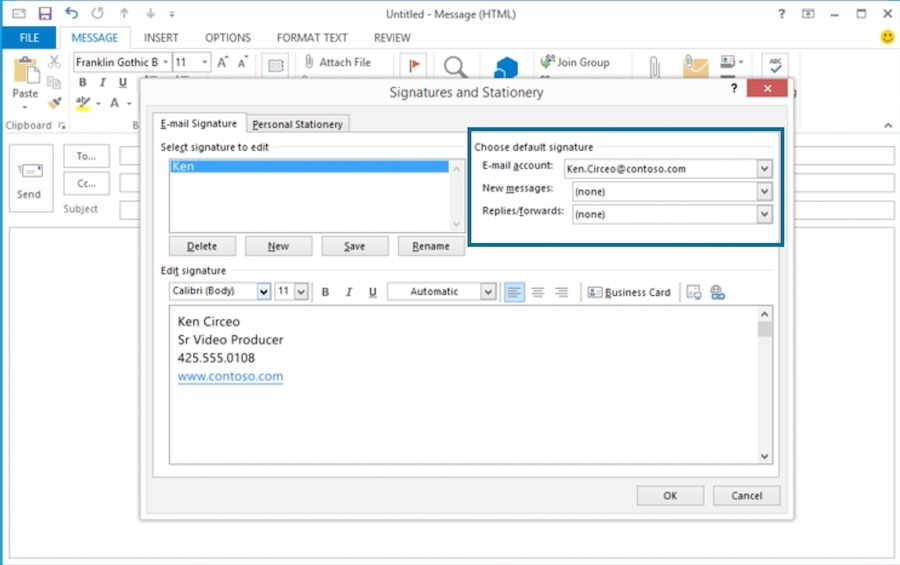 Untitled - Message (HTML)
?
FILE
MESSAGE
INSERT
OPTIONS
FORMAT TEXT
REVIEW
Paste
Clipboard
Franklin Gothic B
11
A
A
B
I
U
ab
A
Attach File
Join Group
ABC
Send
To...
Cc...
Subject
Signatures and Stationery
?
E-mail Signature
Personal Stationery
Select signature to edit
Ken
Delete
New
Save
Rename
Choose default signature
E-mail account:
Ken.Circeo@contoso.com
New messages:
(none)
Replies/forwards:
(none)
Edit signature
Calibri (Body)
11
B
I
U
Automatic
Business Card
Ken Circeo
Sr Video Producer
425.555.0108
www.contoso.com
OK
Cancel